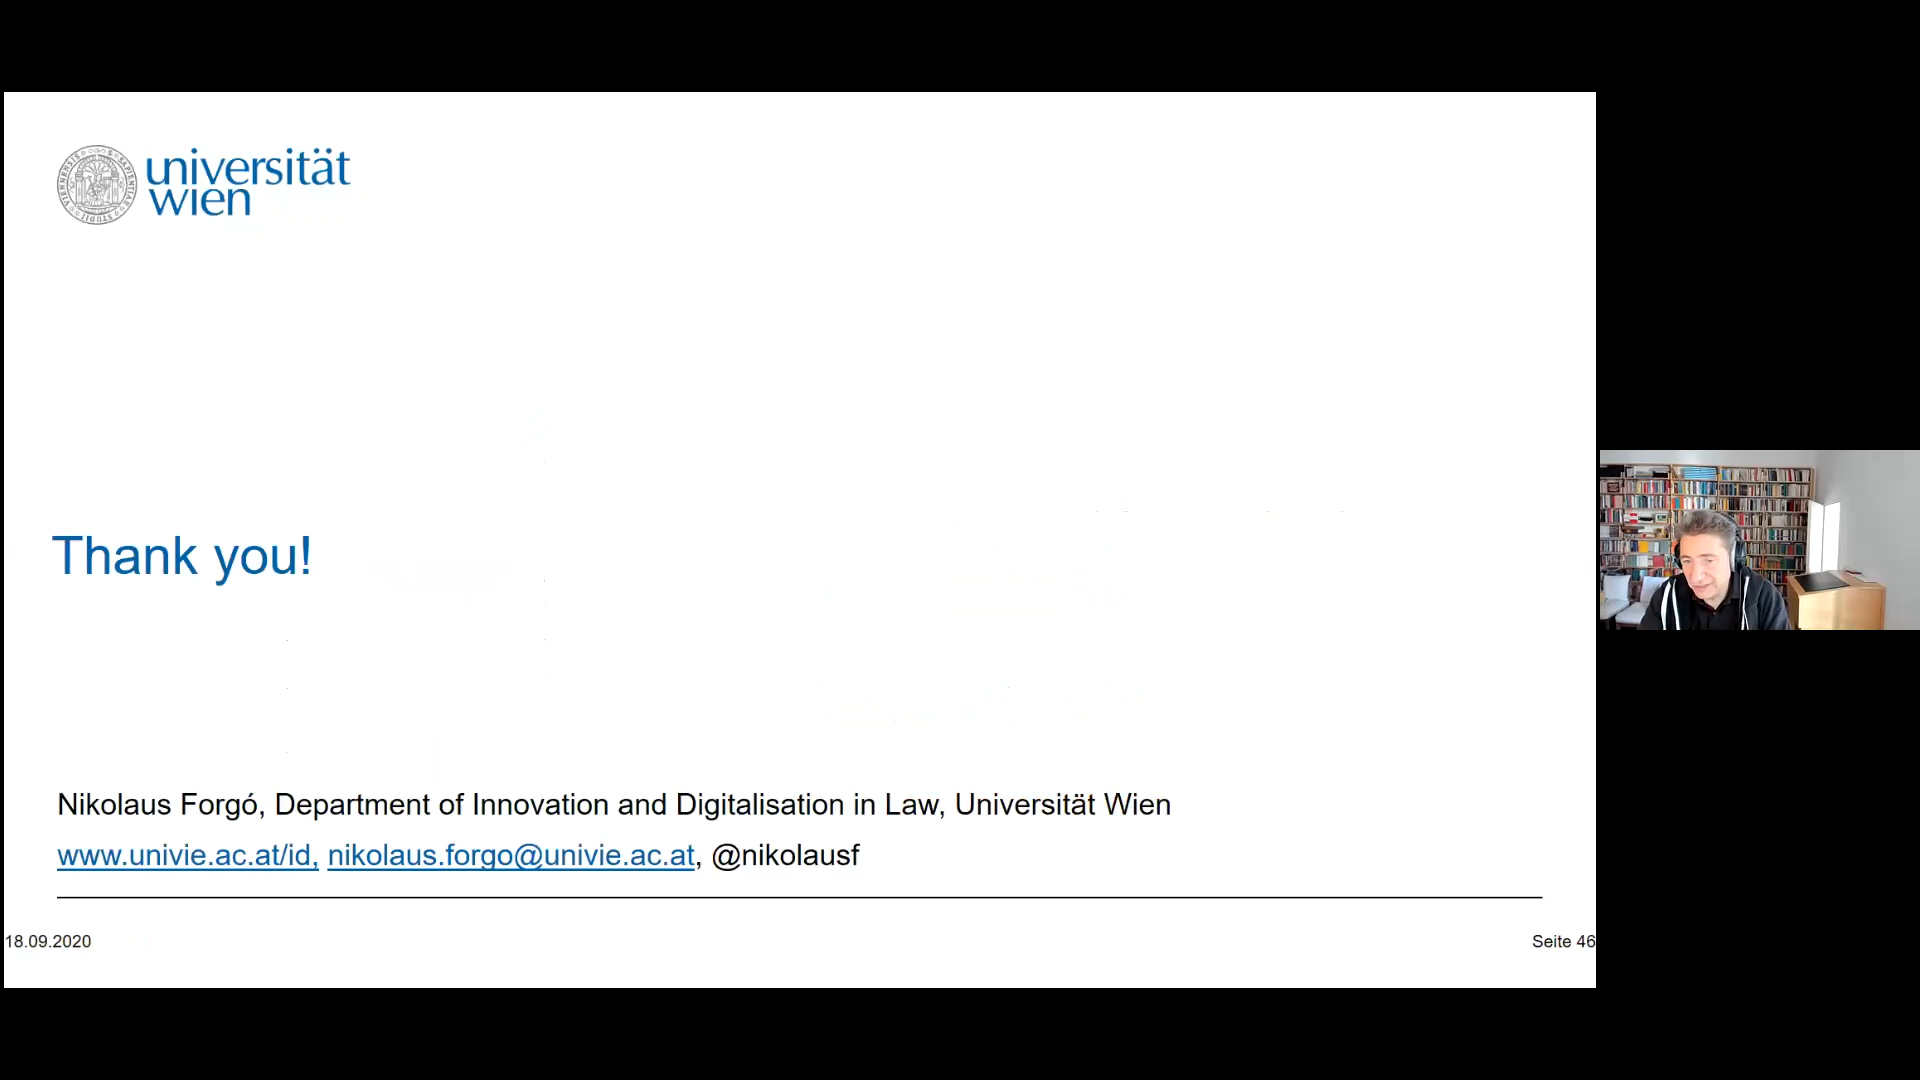 universität
wien
Thank you!
Nikolaus Forgó, Department of Innovation and Digitalisation in Law, Universität Wien
www.univie.ac.at/id, nikolaus.forgo@univie.ac.at, @nikolausf
18.09.2020
Seite 46